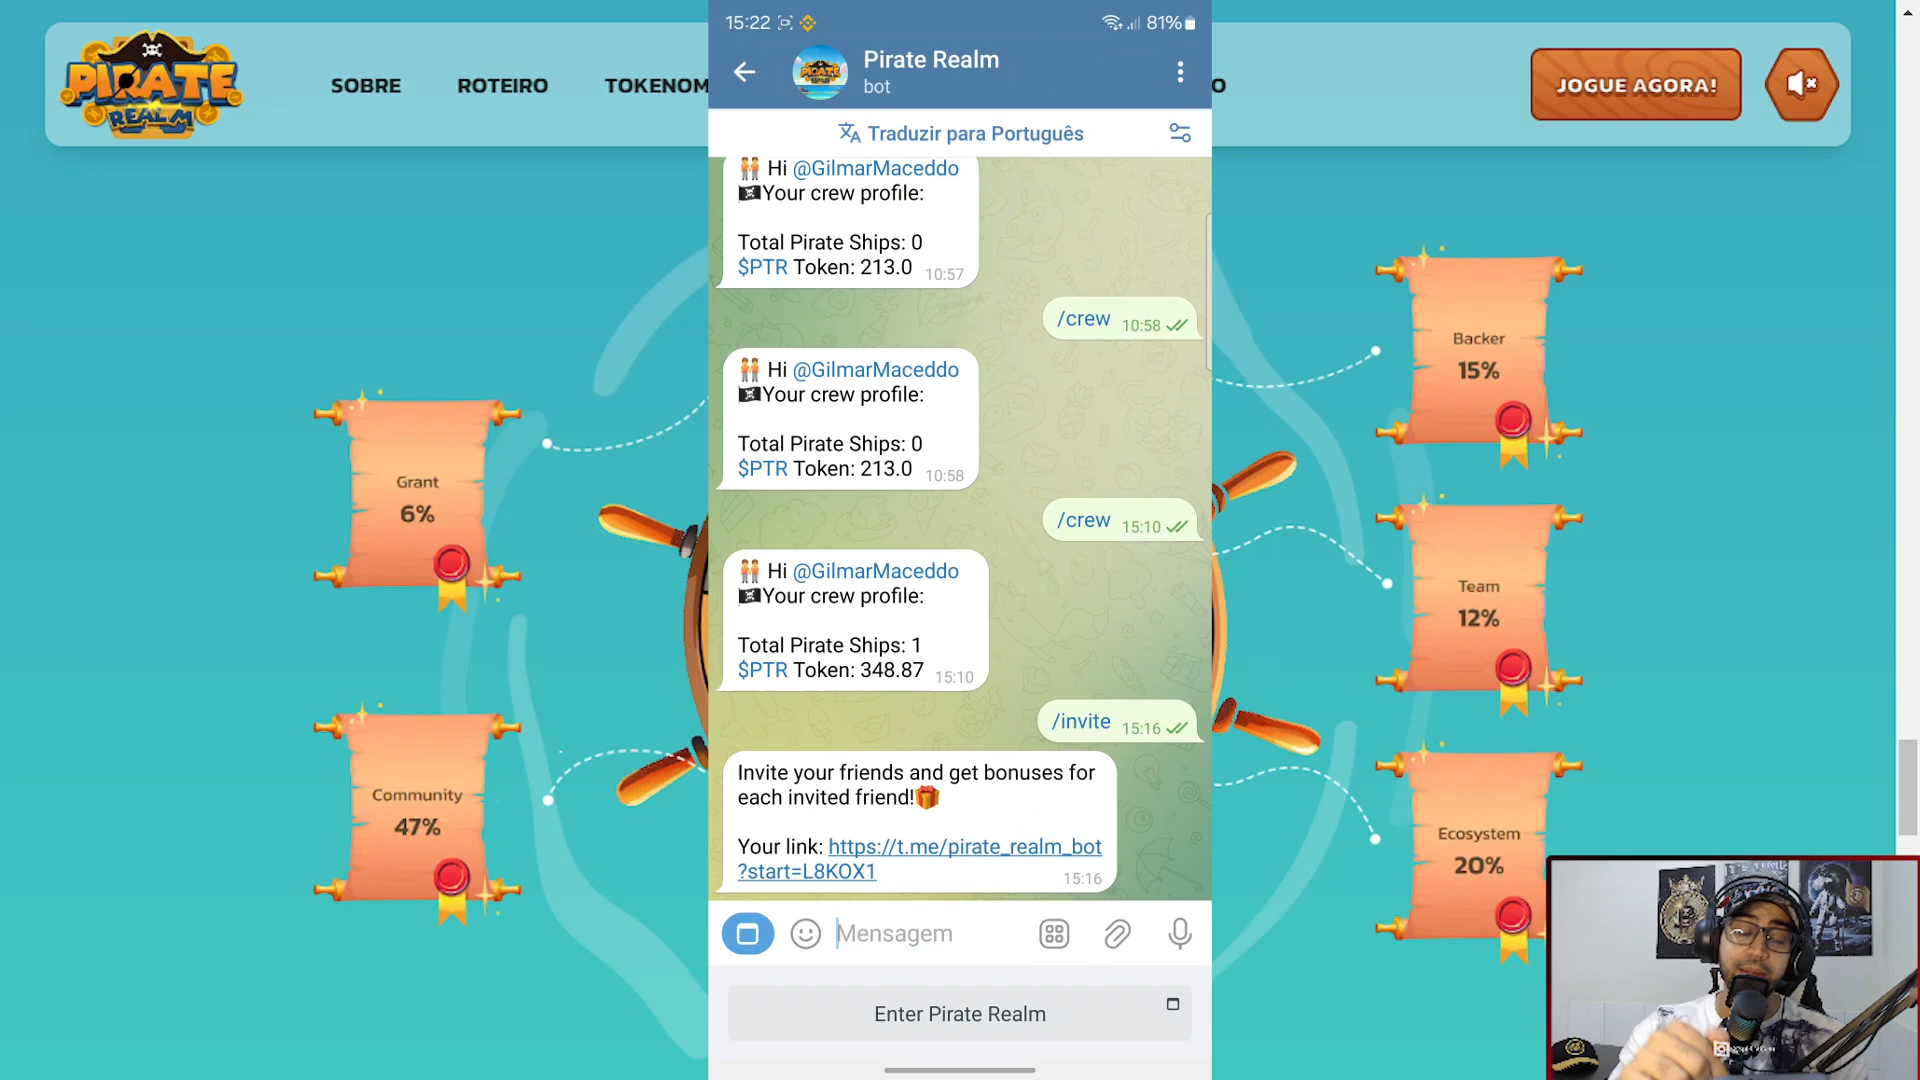 PIRATE
REALM
SOBRE
ROTEIRO
TOKENOM
O
JOGUE AGORA!
15:22
81%
Pirate Realm
bot
Traduzir para Português
Hi @GilmarMaceddo
Your crew profile:
Total Pirate Ships: 0
$PTR Token: 213.0 10:57
/crew 10:58
Hi @GilmarMaceddo
Your crew profile:
Total Pirate Ships: 0
$PTR Token: 213.0 10:58
/crew 15:10
Hi @GilmarMaceddo
Your crew profile:
Total Pirate Ships: 1
$PTR Token: 348.87 15:10
/invite 15:16
Invite your friends and get bonuses for
each invited friend!
Your link: https://t.me/pirate_realm_bot
?start=L8KOX1 15:16
Mensagem
Enter Pirate Realm
Grant
6%
Community
47%
Backer
15%
Team
12%
Ecosystem
20%